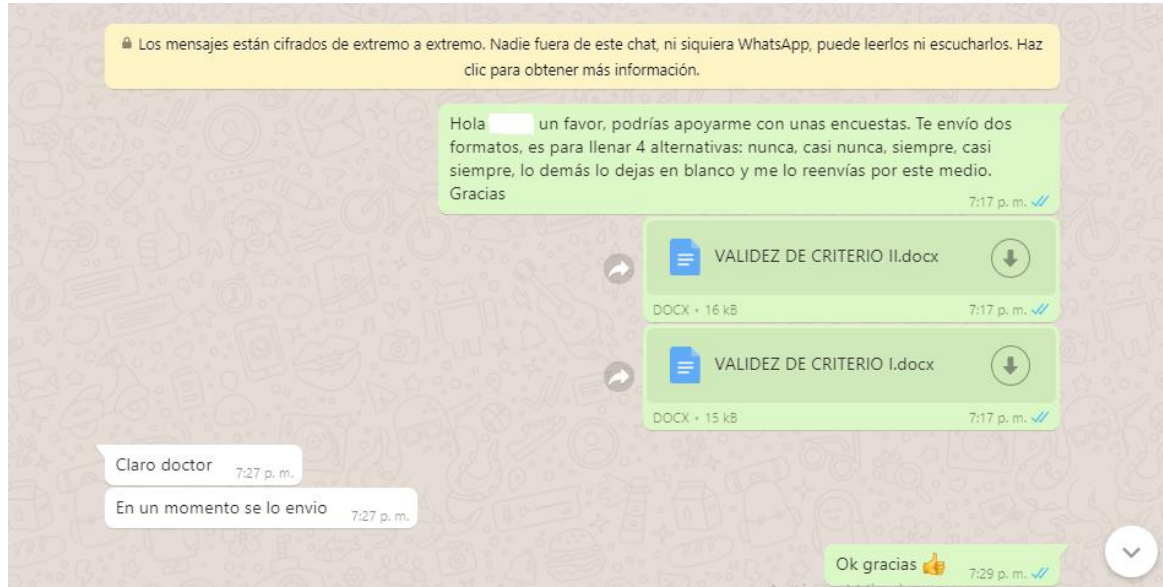 Los mensajes están cifrados de extremo a extremo. Nadie fuera de este chat, ni siquiera WhatsApp, puede leerlos ni escucharlos. Haz
clic para obtener más información.
Hola un favor, podrías apoyarme con unas encuestas. Te envío dos
formatos, es para llenar 4 alternativas: nunca, casi nunca, siempre, casi
siempre, lo demás lo dejas en blanco y me lo reenvías por este medio.
Gracias
7:17 p. m.
VALIDEZ DE CRITERIO II.docx
DOCX • 16 kB 7:17 p. m.
VALIDEZ DE CRITERIO I.docx
DOCX • 15 kB 7:17 p. m.
Claro doctor 7:27 p. m.
En un momento se lo envio 7:27 p. m.
Ok gracias 👍 7:29 p. m.